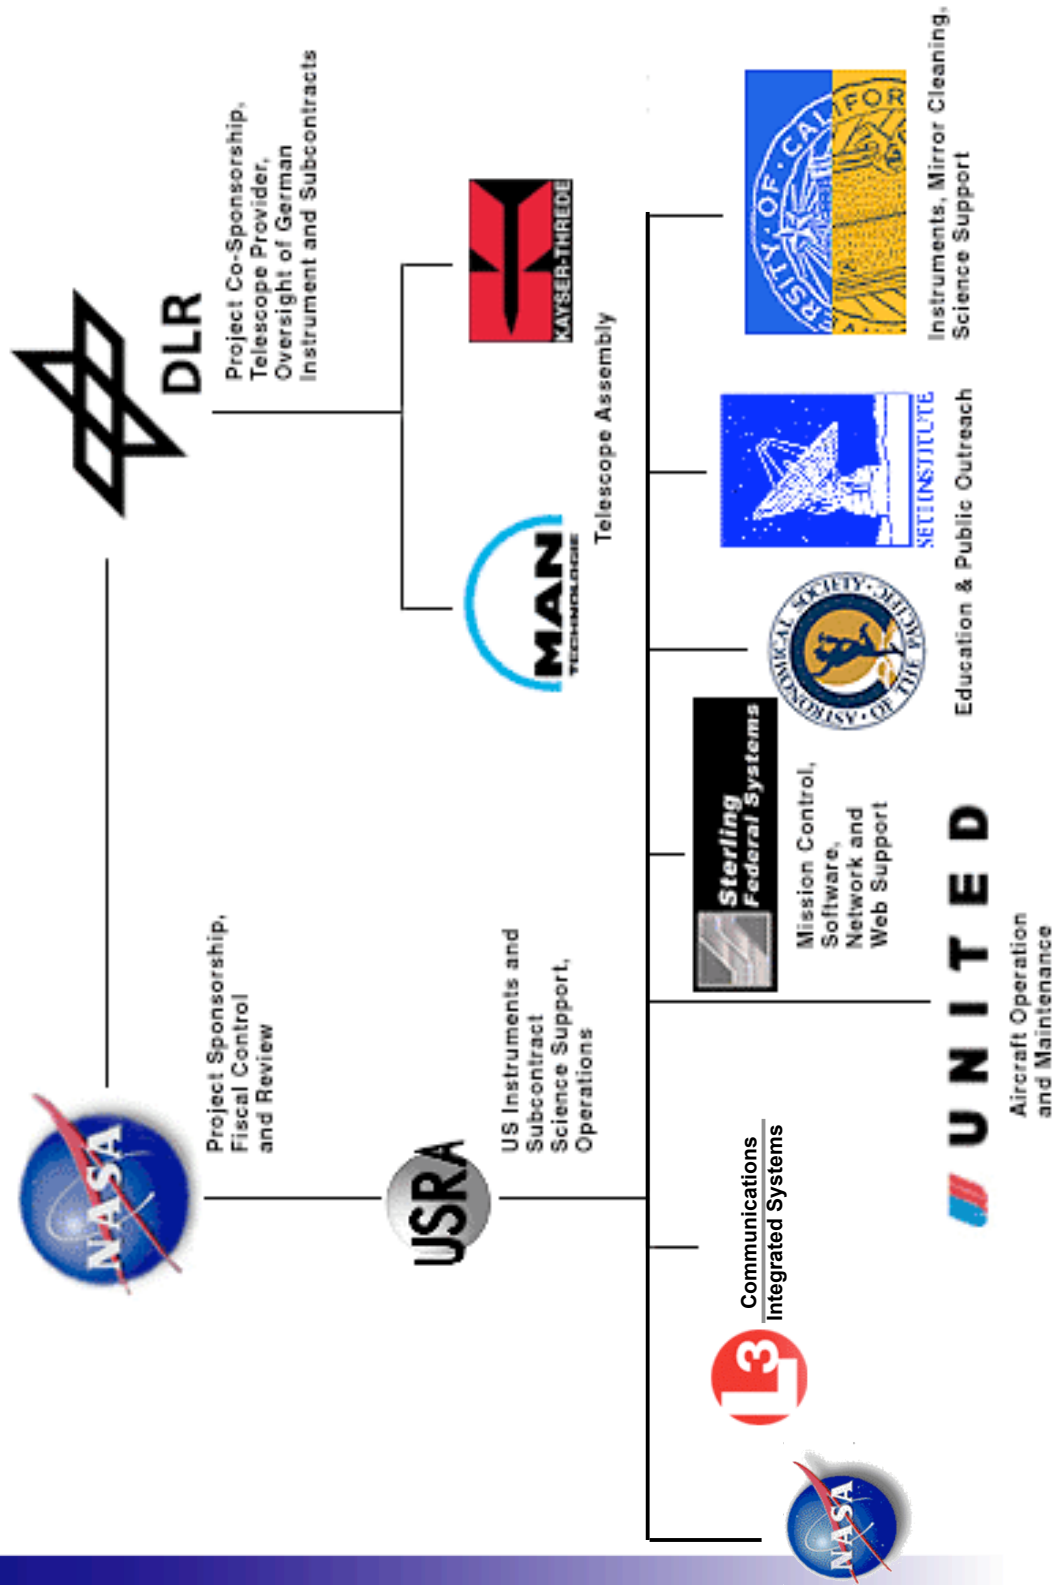 NASA
DLR
Project Sponsorship,
Fiscal Control
and Review
Project Co-Sponsorship,
Telescope Provider,
Oversight of German
Instrument and Subcontracts
USRA
US Instruments and
Subcontract
Science Support,
Operations
MAN
TECHNOLOGIE
KAYSER-THREDE
Telescope Assembly
NASA
L3
Communications
Integrated Systems
Sterling
Federal Systems
Mission Control,
Software,
Network and
Web Support
UNITED
Aircraft Operation
and Maintenance
ASTRONOMICAL SOCIETY · OF THE PACIFIC ·
SETI INSTITUTE
Education & Public Outreach
ERSITY · OF · CALIFOR
Instruments, Mirror Cleaning,
Science Support